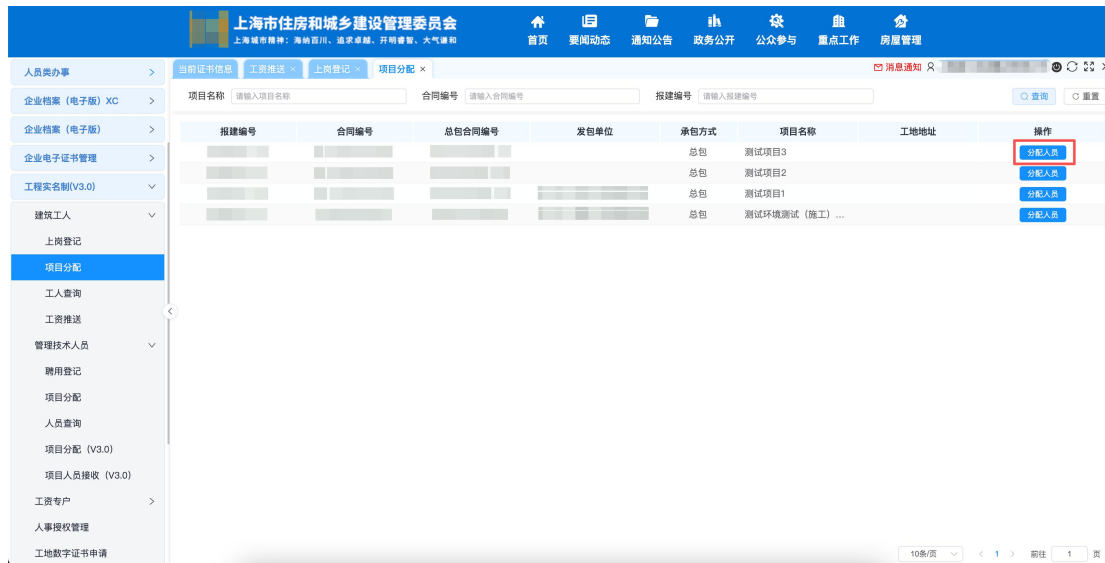 上海市住房和城乡建设管理委员会
上海城市精神：海纳百川、追求卓越、开明睿智、大气谦和
首页 要闻动态 通知公告 政务公开 公众参与 重点工作 房屋管理
人员类办事
企业档案（电子版）XC
企业档案（电子版）
企业电子证书管理
工程实名制(V3.0)
建筑工人
上岗登记
项目分配
工人查询
工资推送
管理技术人员
聘用登记
项目分配
人员查询
项目分配（V3.0）
项目人员接收（V3.0）
工资专户
人事授权管理
工地数字证书申请
当前证书信息 工资推送 × 上岗登记 × 项目分配 × 消息通知
项目名称 请输入项目名称 合同编号 请输入合同编号 报建编号 请输入报建编号 查询 重置
报建编号 合同编号 总包合同编号 发包单位 承包方式 项目名称 工地地址 操作
总包 测试项目3 分配人员
总包 测试项目2 分配人员
总包 测试项目1 分配人员
总包 测试环境测试（施工）... 分配人员
10条/页 1 前往 1 页